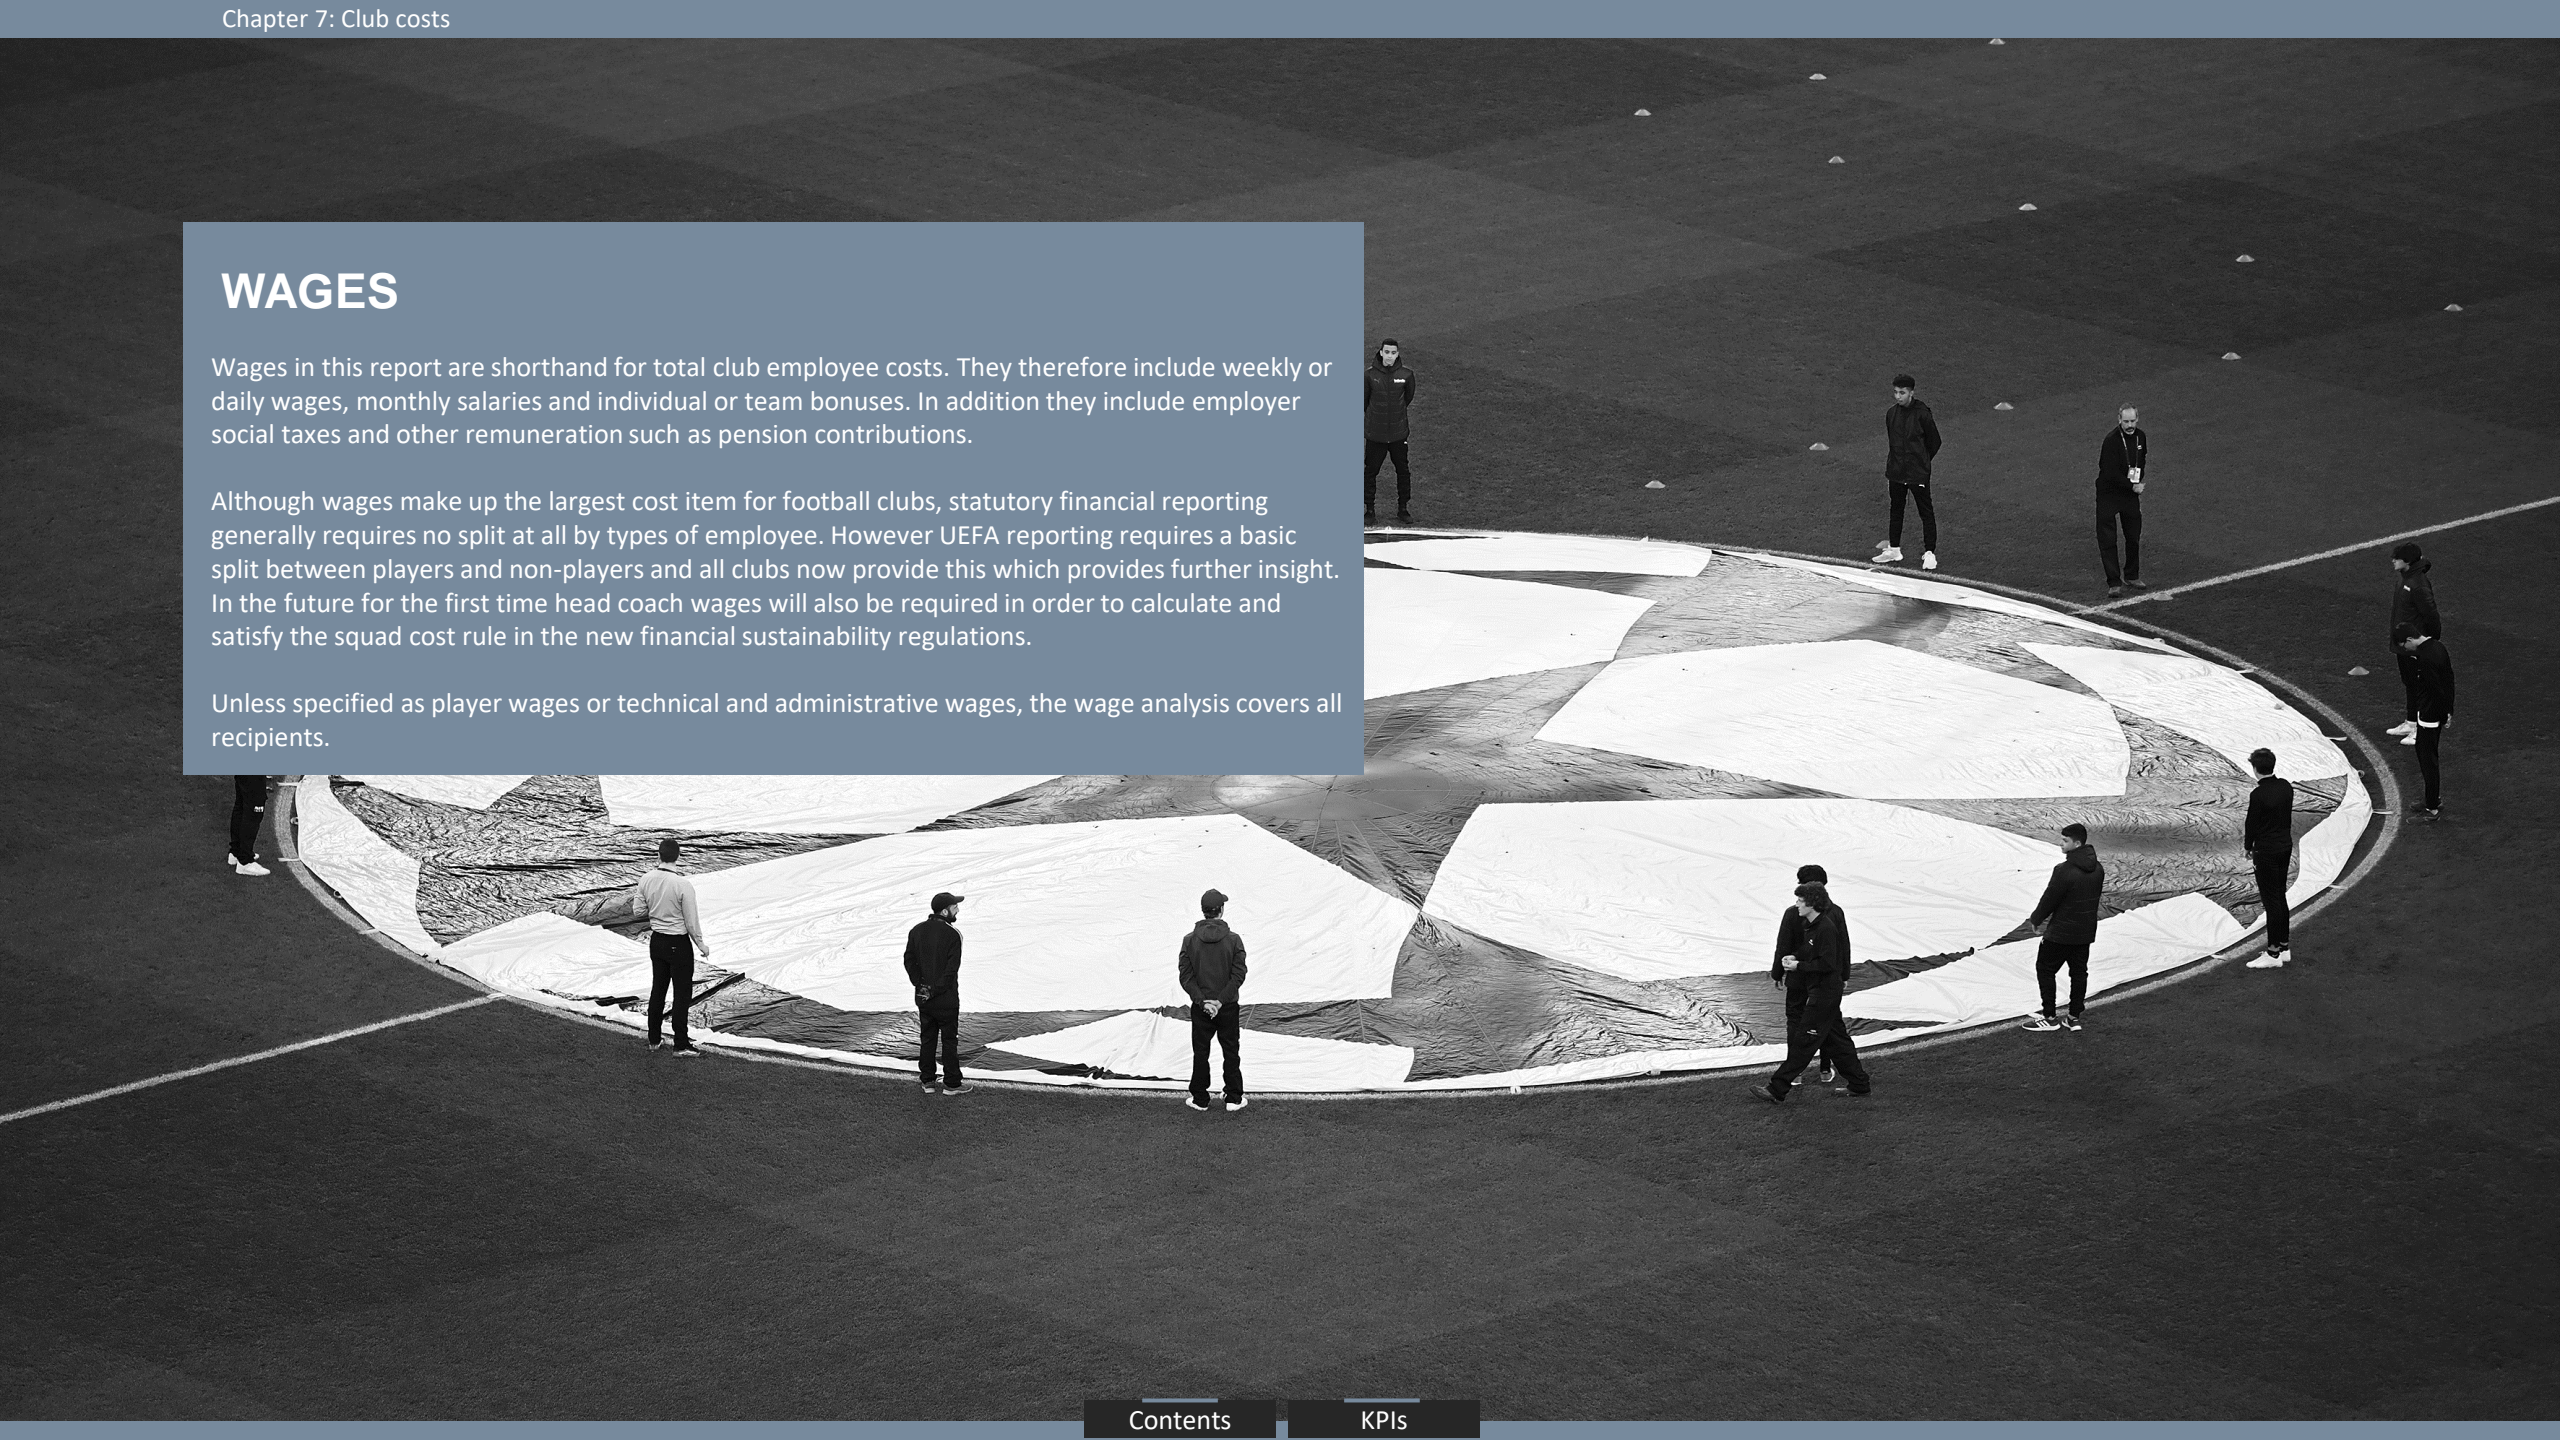 Chapter 7: Club costs
WAGES
Wages in this report are shorthand for total club employee costs. They therefore include weekly or
daily wages, monthly salaries and individual or team bonuses. In addition they include employer
social taxes and other remuneration such as pension contributions.
Although wages make up the largest cost item for football clubs, statutory financial reporting
generally requires no split at all by types of employee. However UEFA reporting requires a basic
split between players and non-players and all clubs now provide this which provides further insight.
In the future for the first time head coach wages will also be required in order to calculate and
satisfy the squad cost rule in the new financial sustainability regulations.
Unless specified as player wages or technical and administrative wages, the wage analysis covers all
recipients.
Contents
KPIs